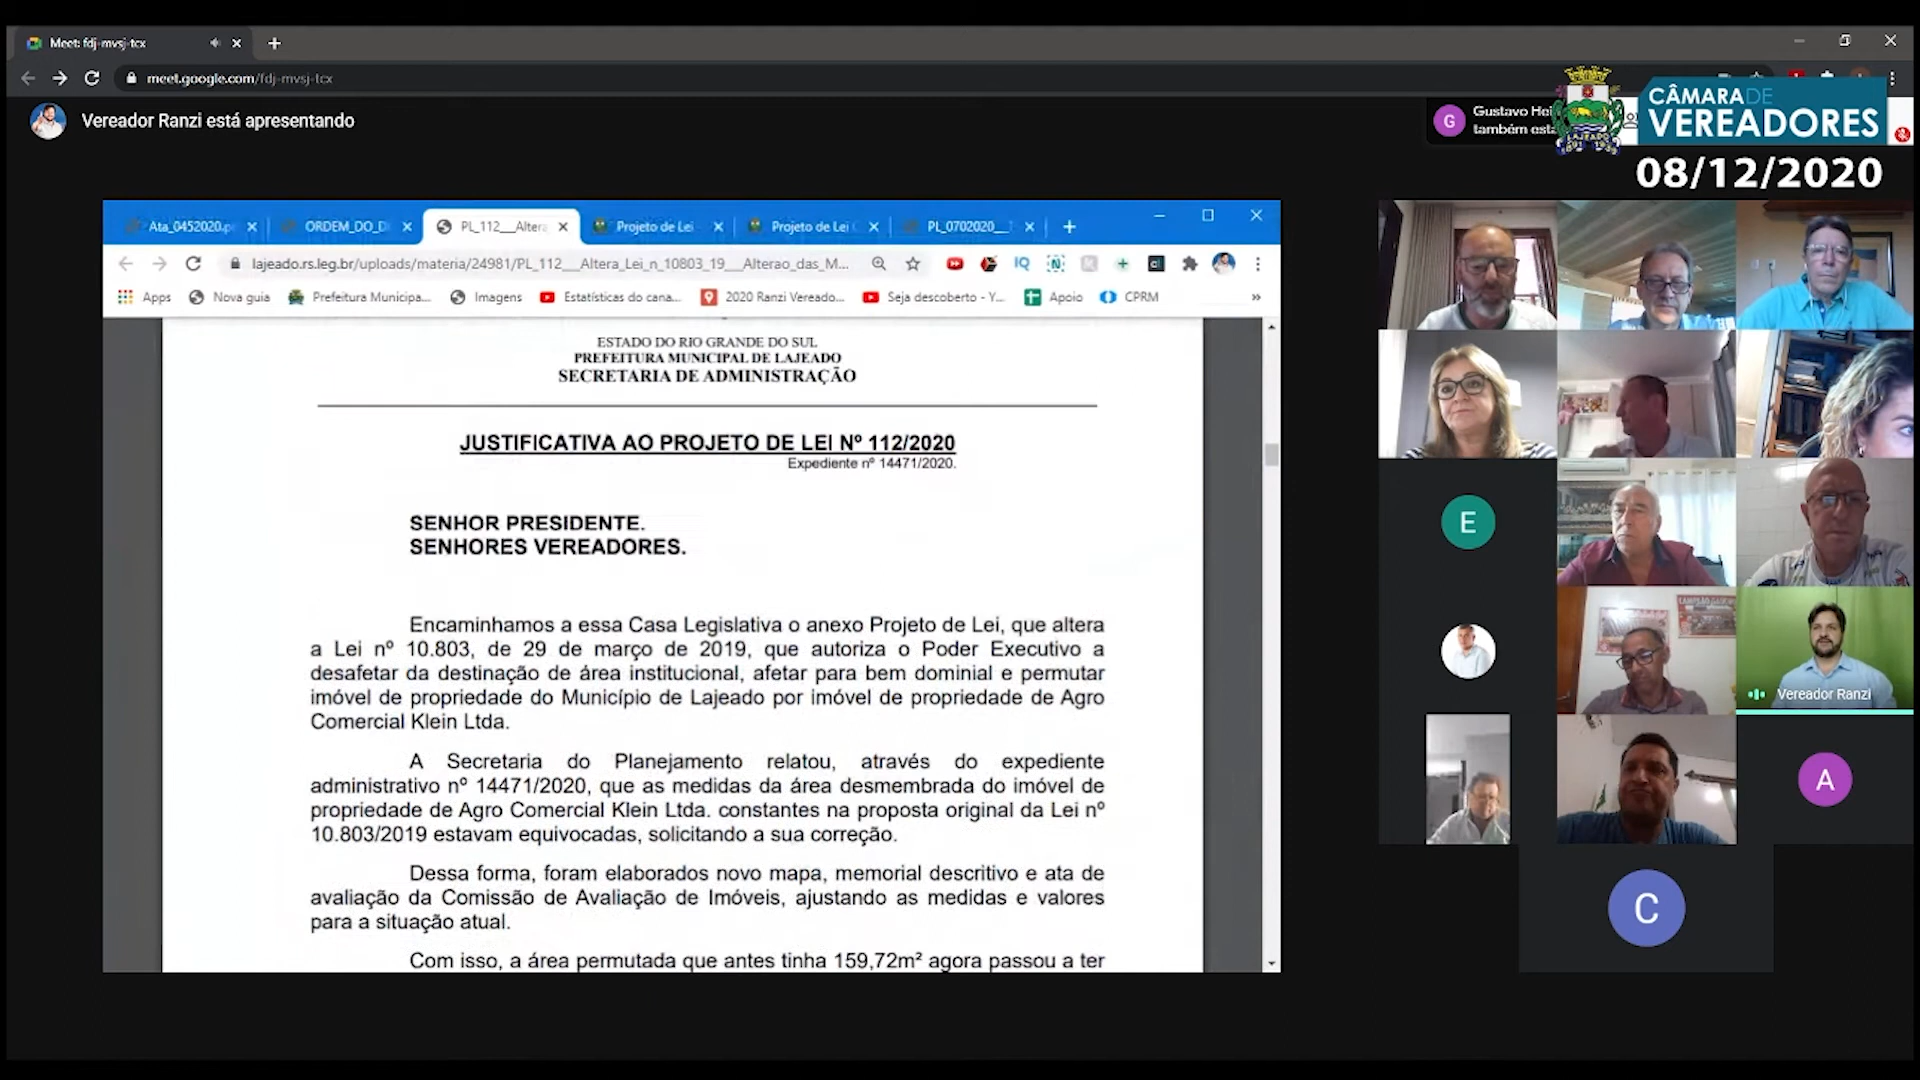 Meet: fdj-mvsj-tcx
meet.google.com/fdj-mvsj-tcx
Vereador Ranzi está apresentando
G
Gustavo Hei
também esta
LAJEADO
CÂMARA DE
VEREADORES
08/12/2020
Ata_0452020.p
ORDEM_DO_D
PL_112___Altera
Projeto de Lei
Projeto de Lei C
PL_0702020__
lajeado.rs.leg.br/uploads/materia/24981/PL_112___Altera_Lei_n_10803_19___Alterao_das_M...
Apps
Nova guia
Prefeitura Municipa...
Imagens
Estatísticas do cana...
2020 Ranzi Vereado...
Seja descoberto - Y...
Apoio
CPRM
»
ESTADO DO RIO GRANDE DO SUL
PREFEITURA MUNICIPAL DE LAJEADO
SECRETARIA DE ADMINISTRAÇÃO
JUSTIFICATIVA AO PROJETO DE LEI Nº 112/2020
Expediente nº 14471/2020.
SENHOR PRESIDENTE.
SENHORES VEREADORES.
Encaminhamos a essa Casa Legislativa o anexo Projeto de Lei, que altera
a Lei nº 10.803, de 29 de março de 2019, que autoriza o Poder Executivo a
desafetar da destinação de área institucional, afetar para bem dominial e permutar
imóvel de propriedade do Município de Lajeado por imóvel de propriedade de Agro
Comercial Klein Ltda.
A Secretaria do Planejamento relatou, através do expediente
administrativo nº 14471/2020, que as medidas da área desmembrada do imóvel de
propriedade de Agro Comercial Klein Ltda. constantes na proposta original da Lei nº
10.803/2019 estavam equivocadas, solicitando a sua correção.
Dessa forma, foram elaborados novo mapa, memorial descritivo e ata de
avaliação da Comissão de Avaliação de Imóveis, ajustando as medidas e valores
para a situação atual.
Com isso, a área permutada que antes tinha 159,72m² agora passou a ter
E
Vereador Ranzi
A
C